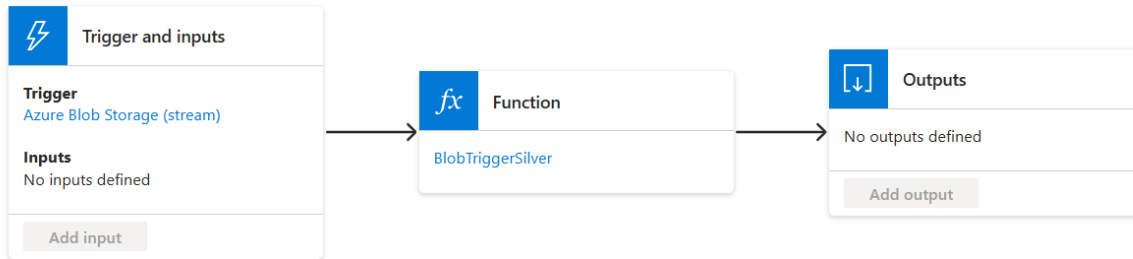 Trigger and inputs
Trigger
Azure Blob Storage (stream)
Inputs
No inputs defined
Add input
fx Function
BlobTriggerSilver
Outputs
No outputs defined
Add output